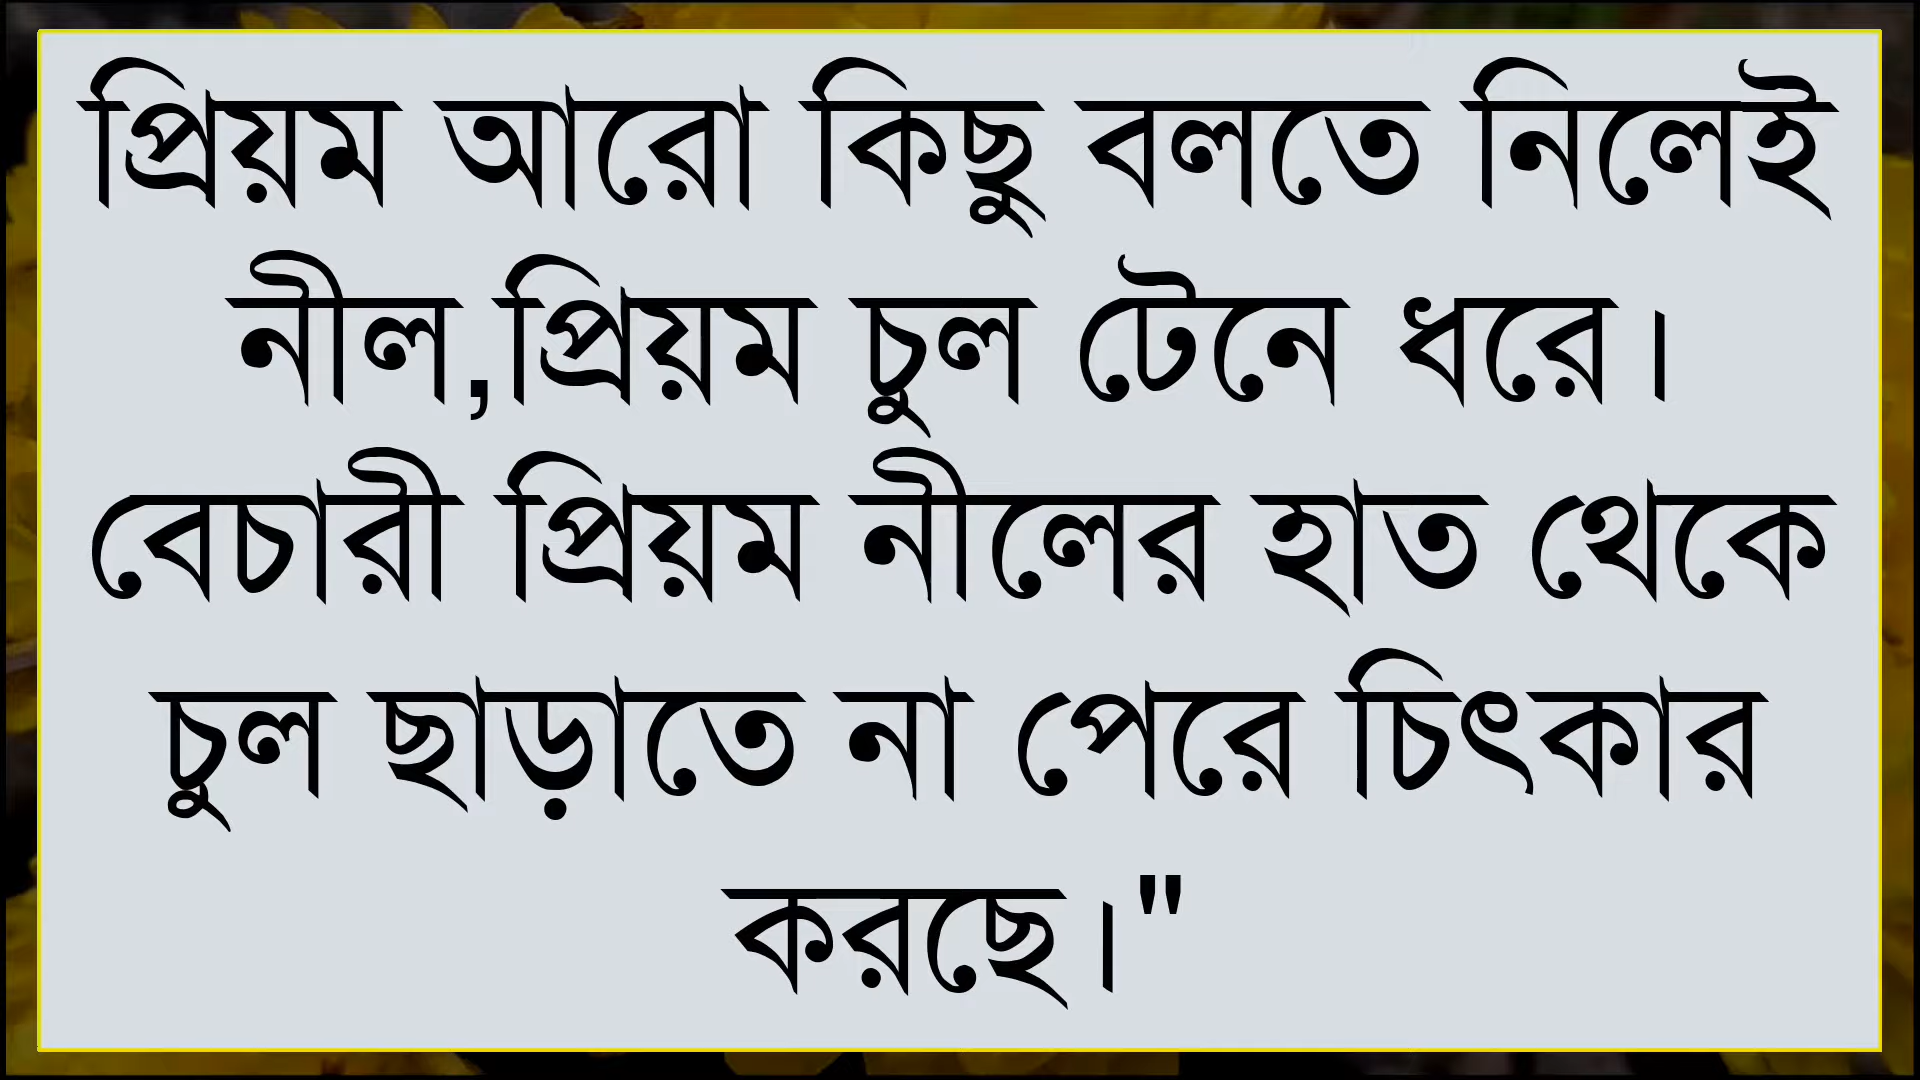 প্রিয়ম আরো কিছু বলতে নিলেই
নীল,প্রিয়ম চুল টেনে ধরে।
বেচারী প্রিয়ম নীলের হাত থেকে
চুল ছাড়াতে না পেরে চিৎকার
করছে।"